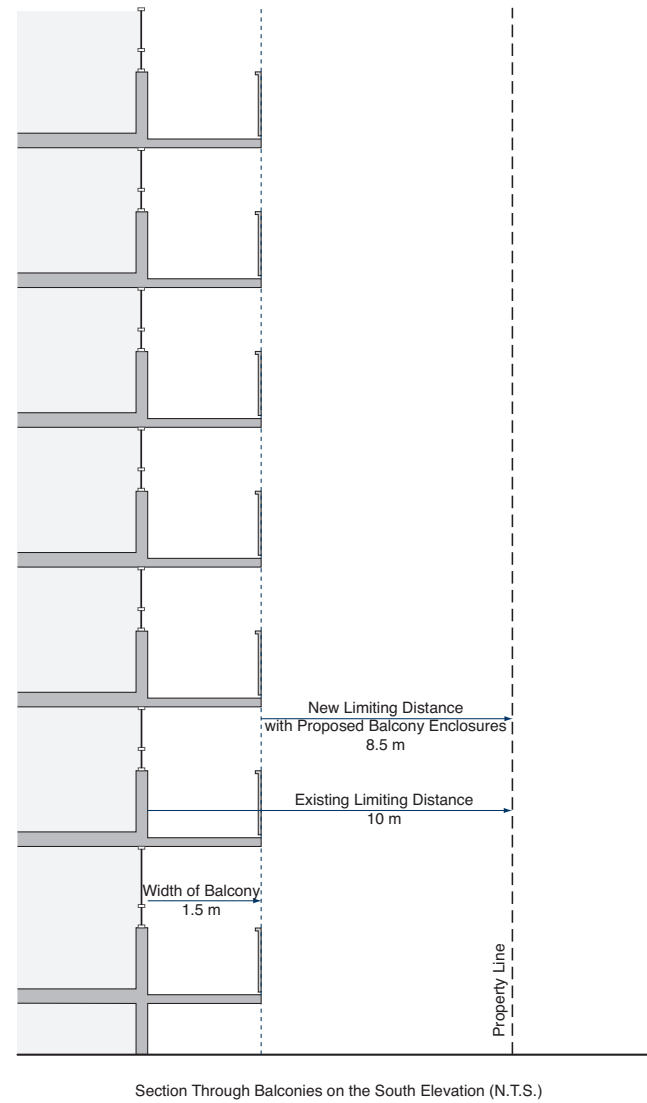 New Limiting Distance
with Proposed Balcony Enclosures
8.5 m
Existing Limiting Distance
10 m
Width of Balcony
1.5 m
Property Line
Section Through Balconies on the South Elevation (N.T.S.)